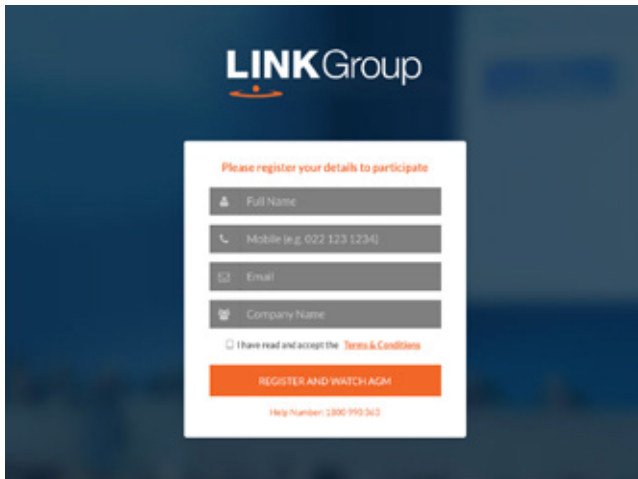 LINKGroup
Please register your details to participate
Full Name
Mobile (e.g. 022 123 1234)
Email
Company Name
I have read and accept the Terms & Conditions
REGISTER AND WATCH AGM
Help Number: 1800 990 363